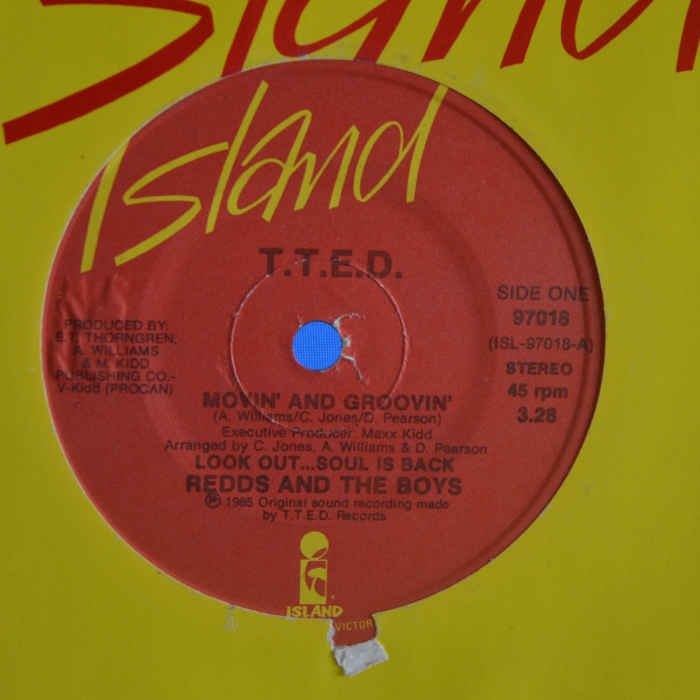 Island
T.T.E.D.
SIDE ONE
97018
(ISL-97018-A)
STEREO
45 rpm
3.28
PRODUCED BY:
E.T. THORNGREN,
A. WILLIAMS
& M. KIDD
PUBLISHING CO.-
V-Kidd (PROCAN)
MOVIN' AND GROOVIN'
(A. Williams/C. Jones/D. Pearson)
Executive Producer: Maxx Kidd
Arranged by C. Jones, A. Williams & D. Pearson
LOOK OUT...SOUL IS BACK
REDDS AND THE BOYS
℗ 1985 Original sound recording made
by T.T.E.D. Records
ISLAND
VICTOR